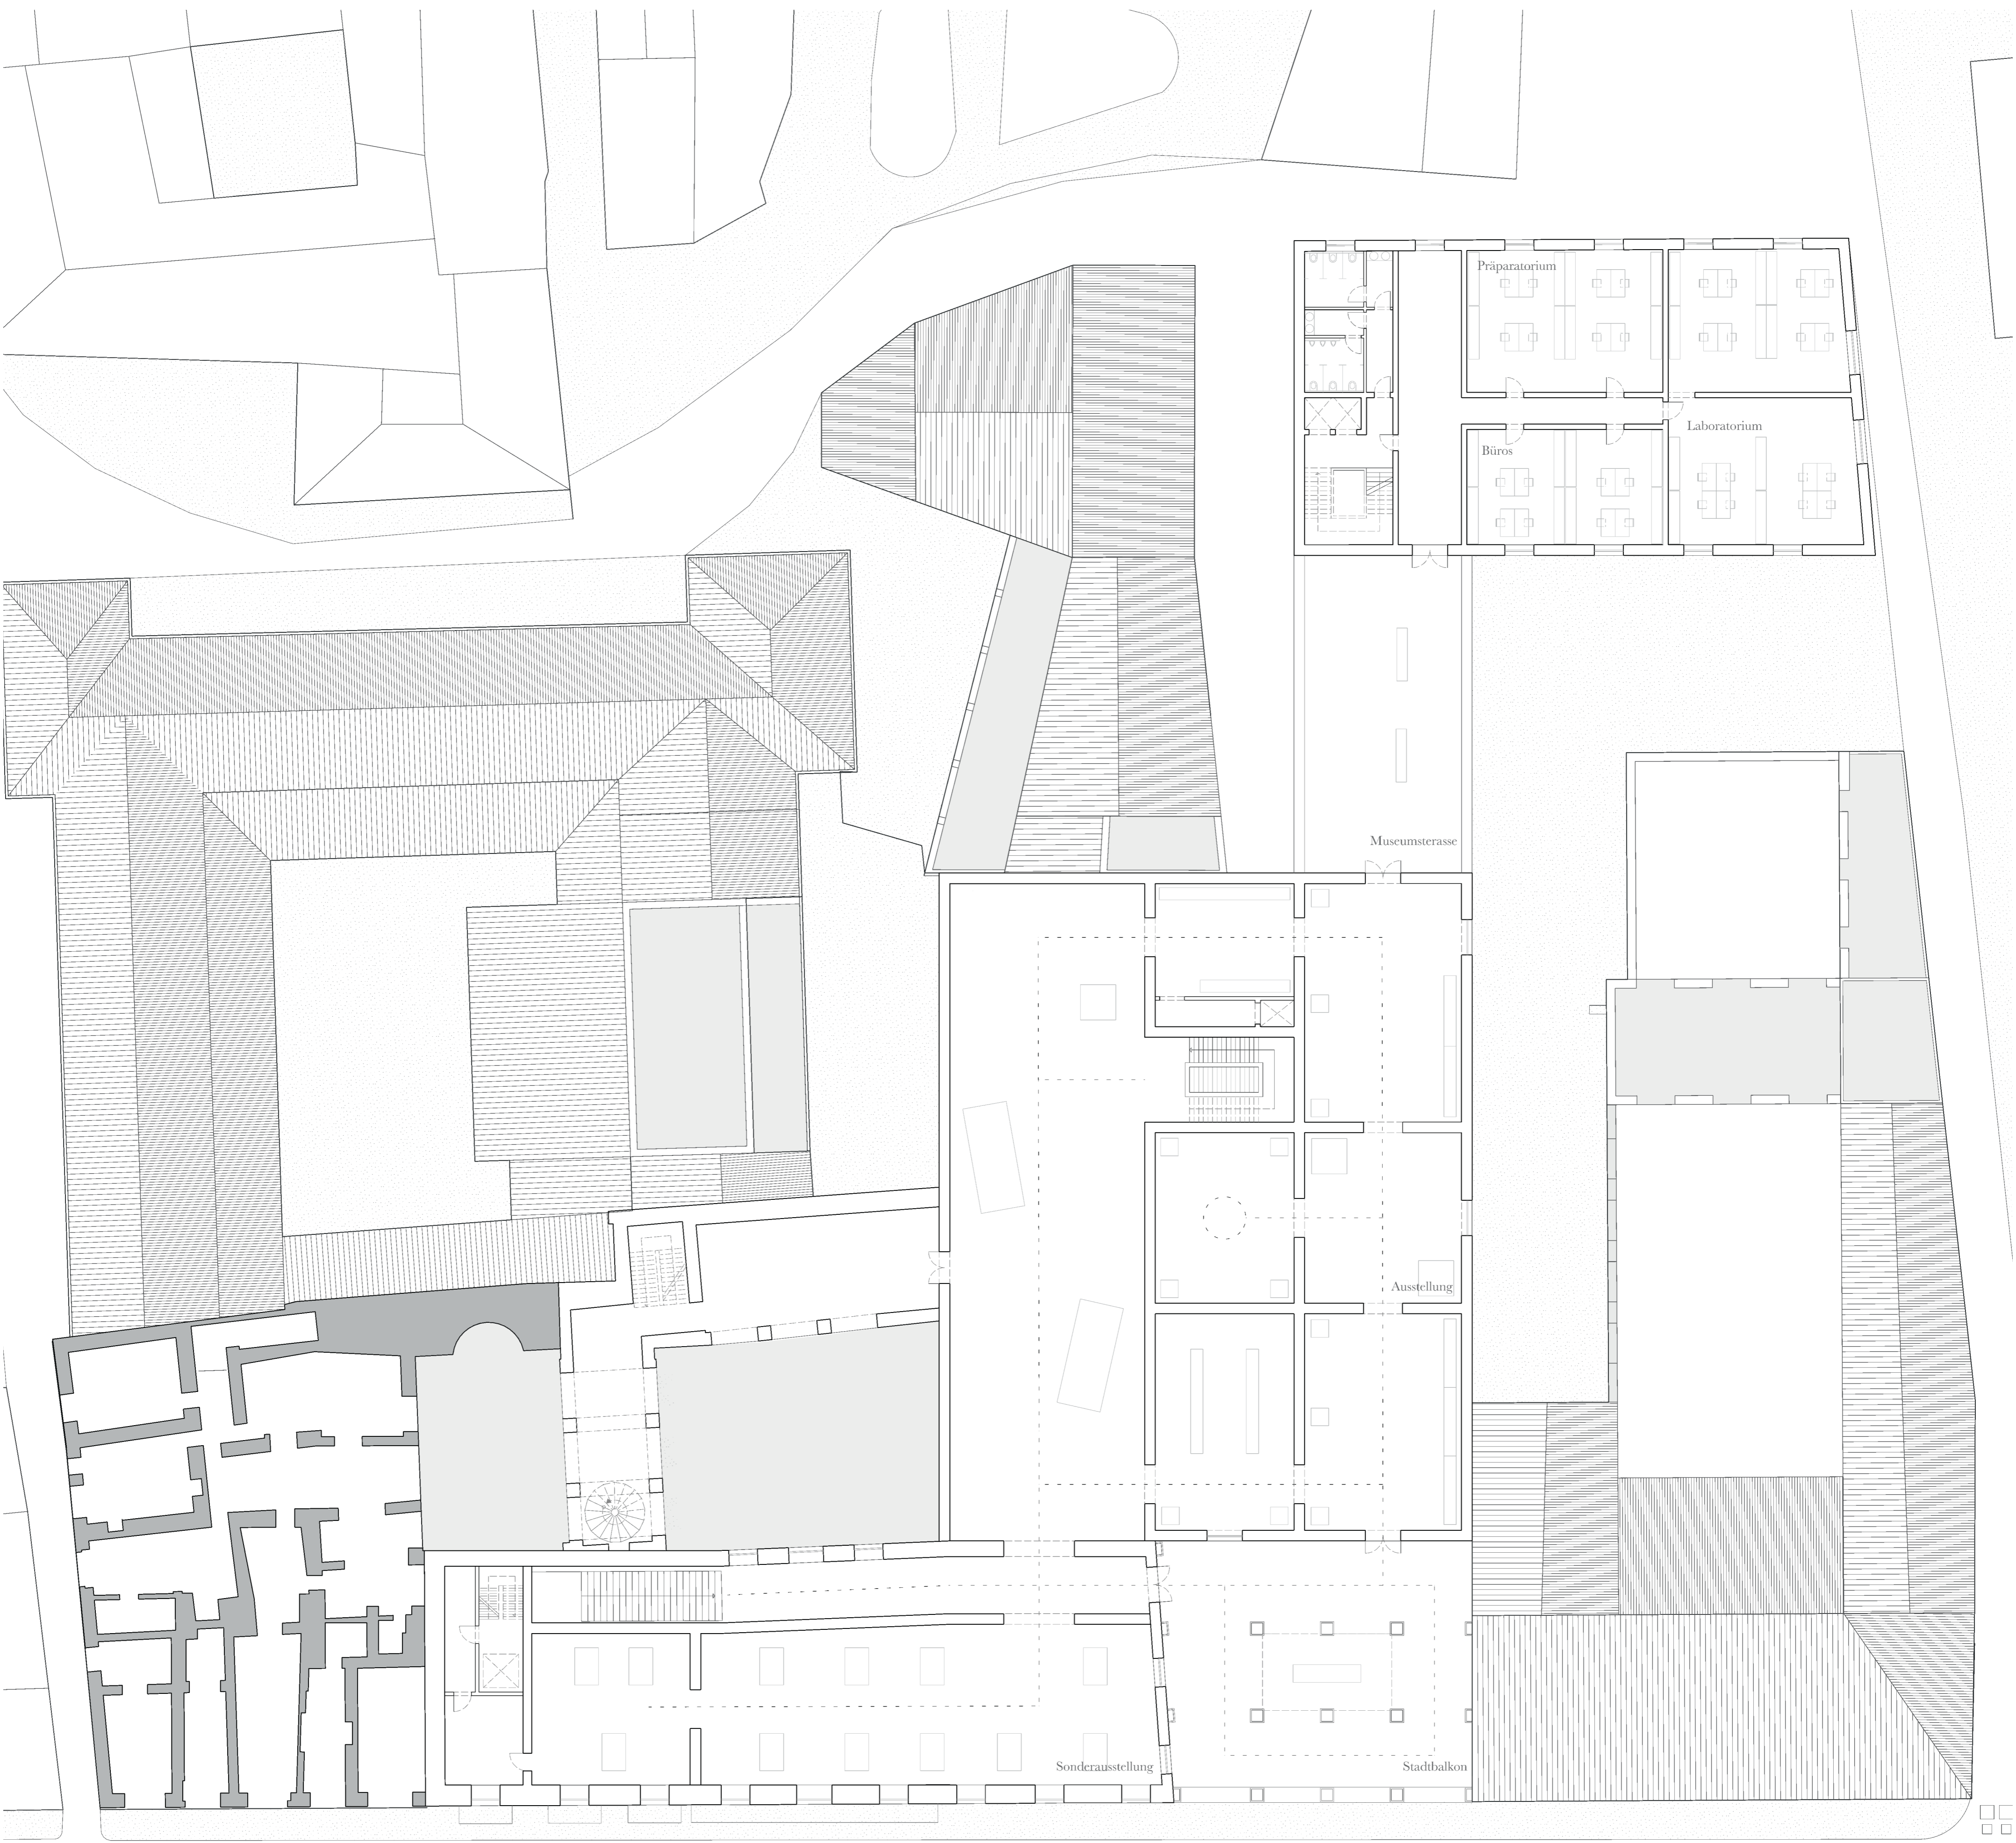 Präparatorium
Laboratorium
Büros
Museumsterasse
Ausstellung
Sonderausstellung
Stadtbalkon